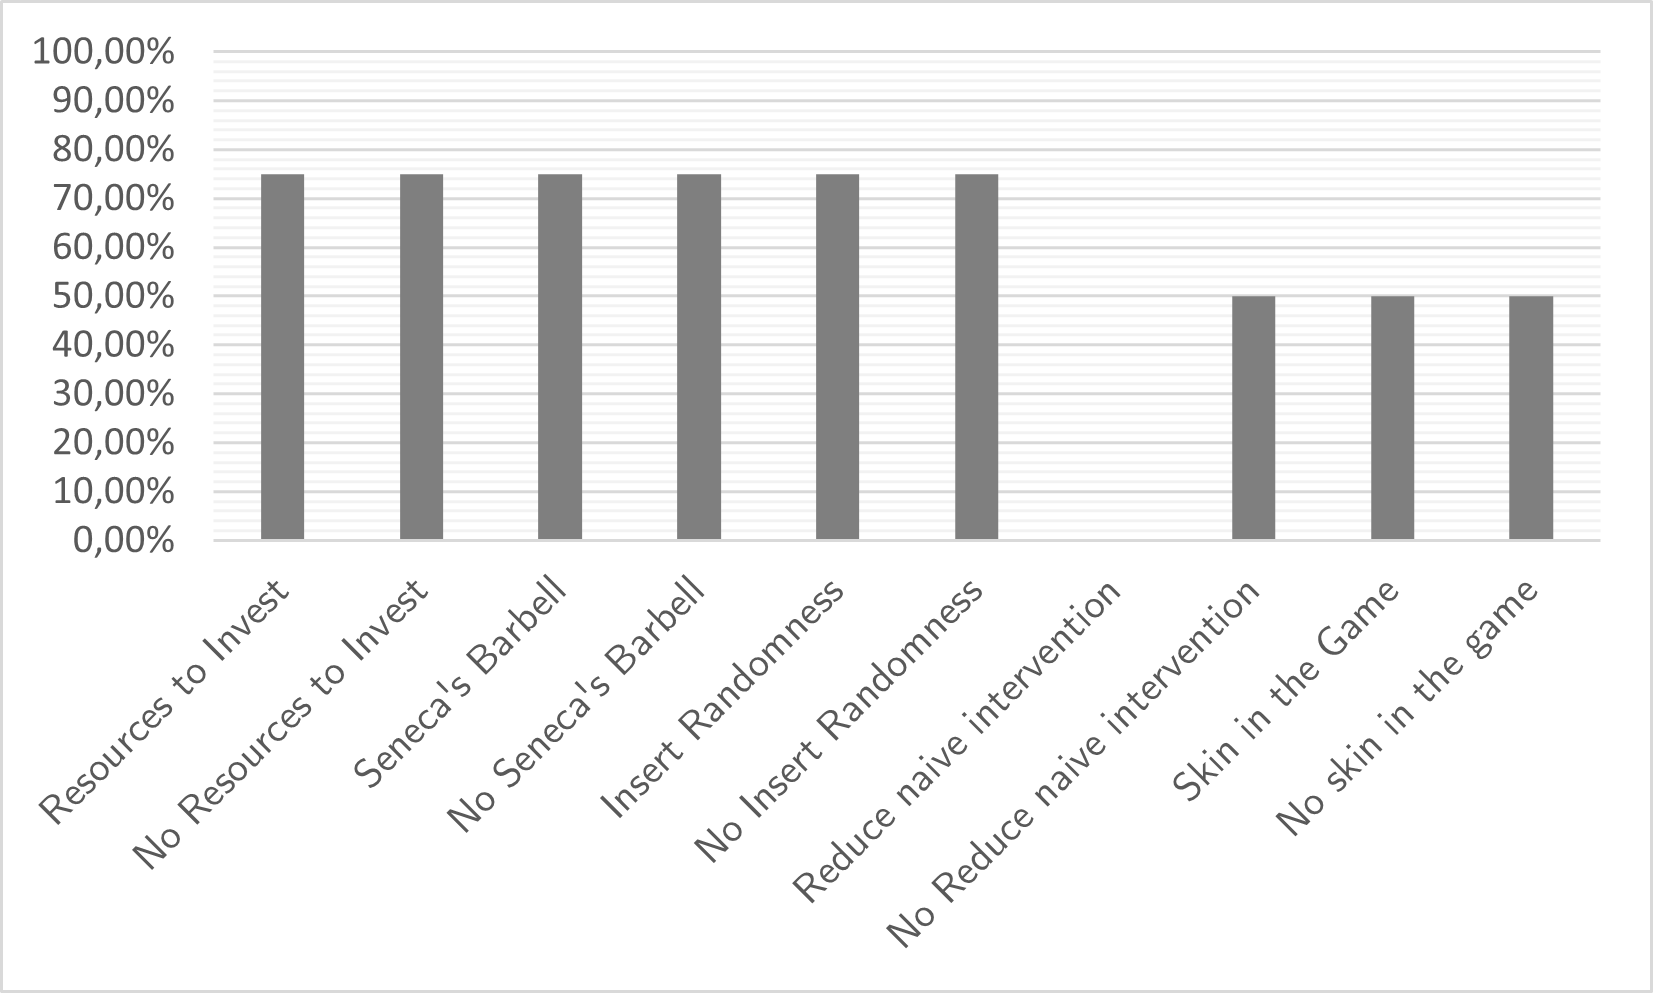 100,00%
90,00%
80,00%
70,00%
60,00%
50,00%
40,00%
30,00%
20,00%
10,00%
0,00%
Resources to Invest
No Resources to Invest
Seneca's Barbell
No Seneca's Barbell
Insert Randomness
No Insert Randomness
Reduce naive intervention
No Reduce naive intervention
Skin in the Game
No skin in the game